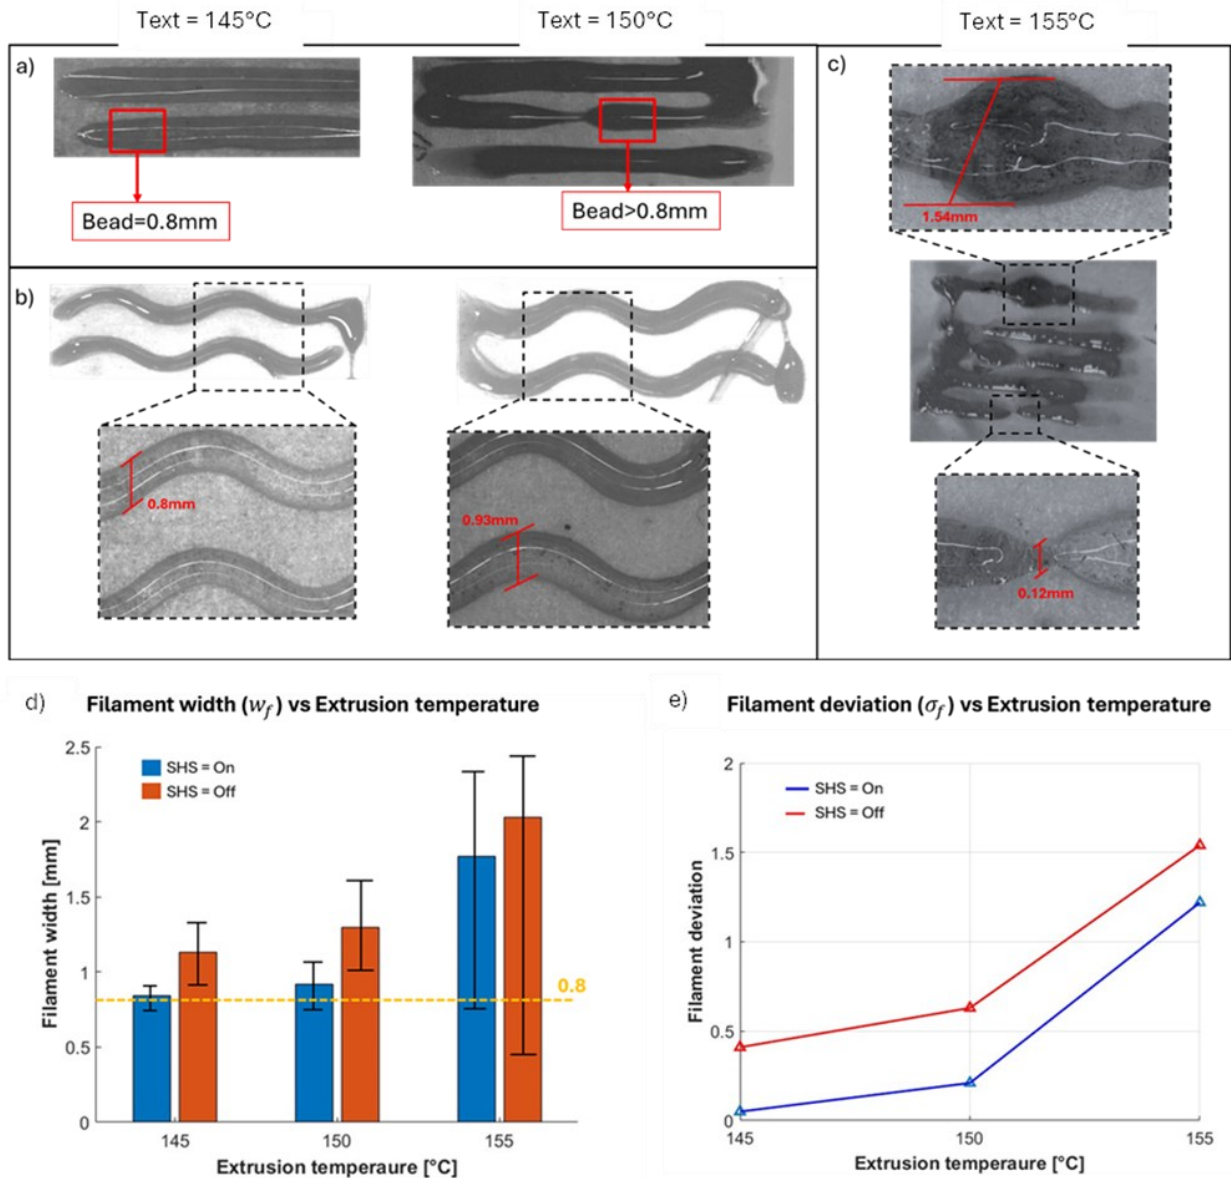 Text = 145°C
Text = 150°C
Text = 155°C
a)
Bead=0.8mm
Bead>0.8mm
b)
0.8mm
0.93mm
c)
1.54mm
0.12mm
d)
Filament width (w_f) vs Extrusion temperature
2.5
2
1.5
1
0.5
0
SHS = On
SHS = Off
0.8
Filament width [mm]
145
150
155
Extrusion temperaure [°C]
e)
Filament deviation (σ_f) vs Extrusion temperature
2
1.5
1
0.5
0
SHS = On
SHS = Off
Filament deviation
145
150
155
Extrusion temperaure [°C]